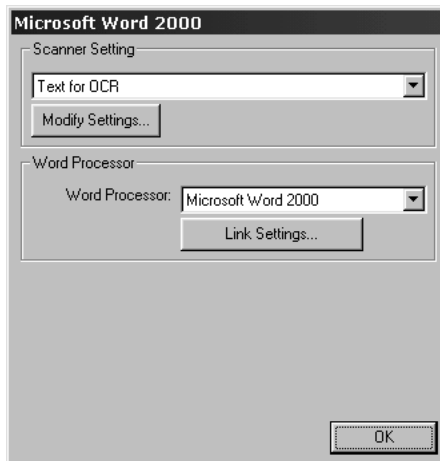 Microsoft Word 2000
Scanner Setting
Text for OCR
Modify Settings...
Word Processor
Word Processor: Microsoft Word 2000
Link Settings...
OK